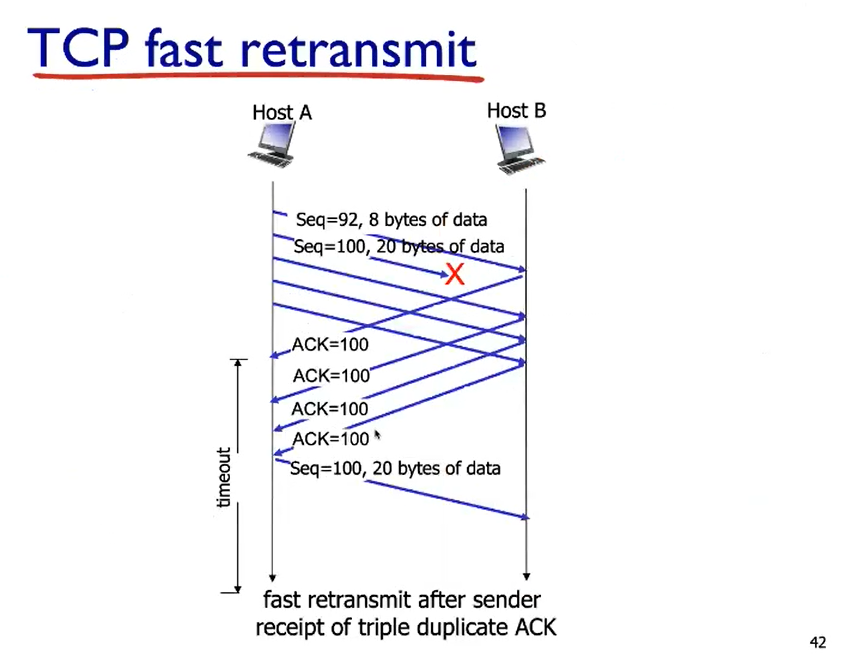 TCP fast retransmit
Host A
Host B
Seq=92, 8 bytes of data
Seq=100, 20 bytes of data
X
ACK=100
ACK=100
ACK=100
ACK=100
Seq=100, 20 bytes of data
timeout
fast retransmit after sender
receipt of triple duplicate ACK
42